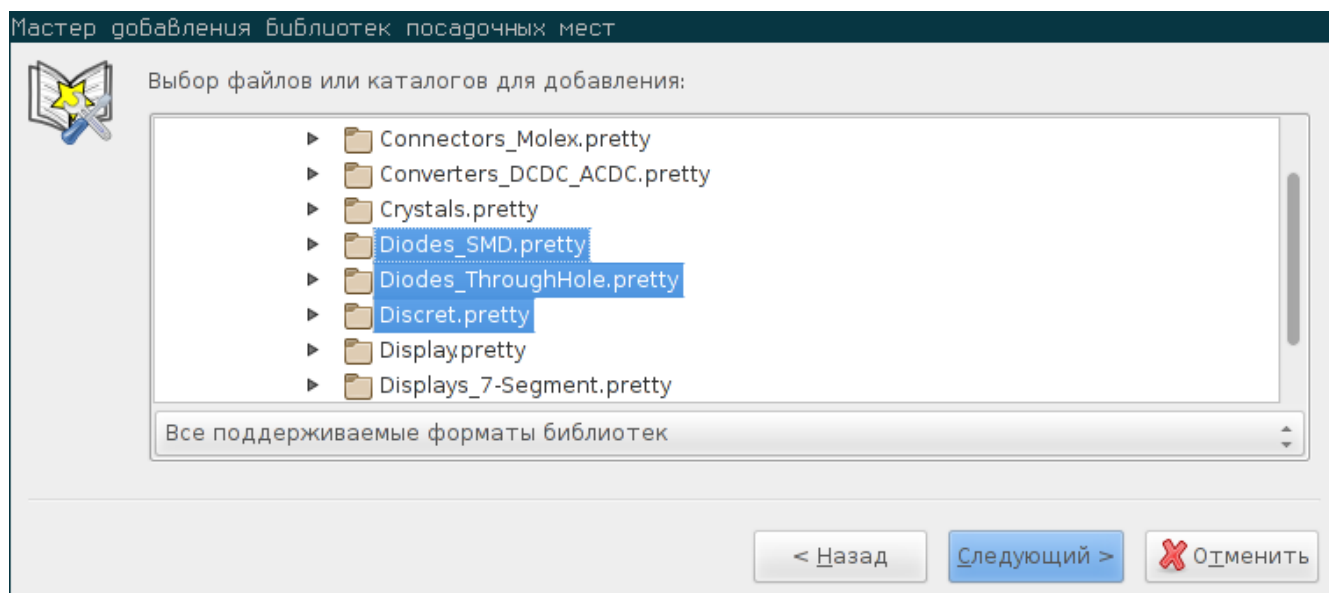 Мастер добавления библиотек посадочных мест
Выбор файлов или каталогов для добавления:
Connectors_Molex.pretty
Converters_DCDC_ACDC.pretty
Crystals.pretty
Diodes_SMD.pretty
Diodes_ThroughHole.pretty
Discret.pretty
Display.pretty
Displays_7-Segment.pretty
Все поддерживаемые форматы библиотек
< Назад Следующий > Отменить